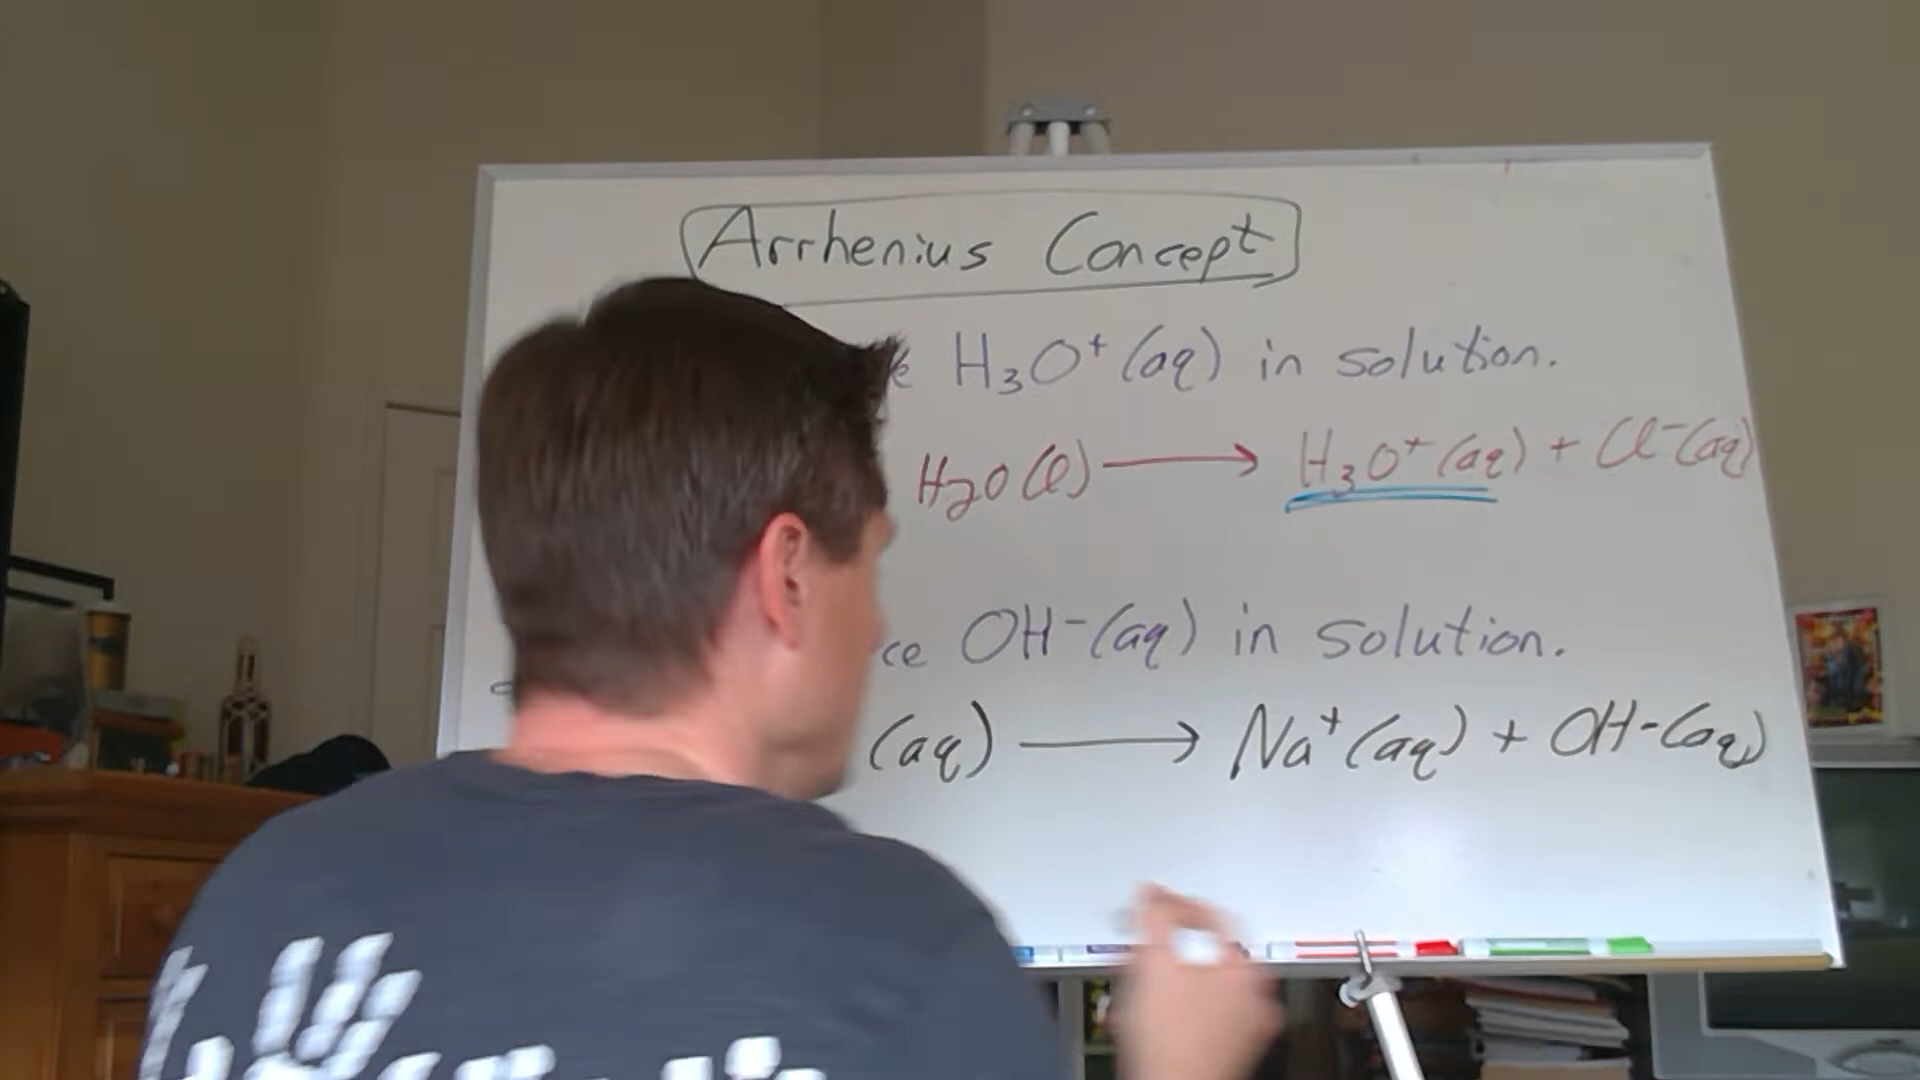 Arrhenius Concept
H₃O⁺(aq) in solution.
H₂O(l) ⟶ H₃O⁺(aq) + Cl⁻(aq)
ce OH⁻(aq) in solution.
(aq) ⟶ Na⁺(aq) + OH⁻(aq)